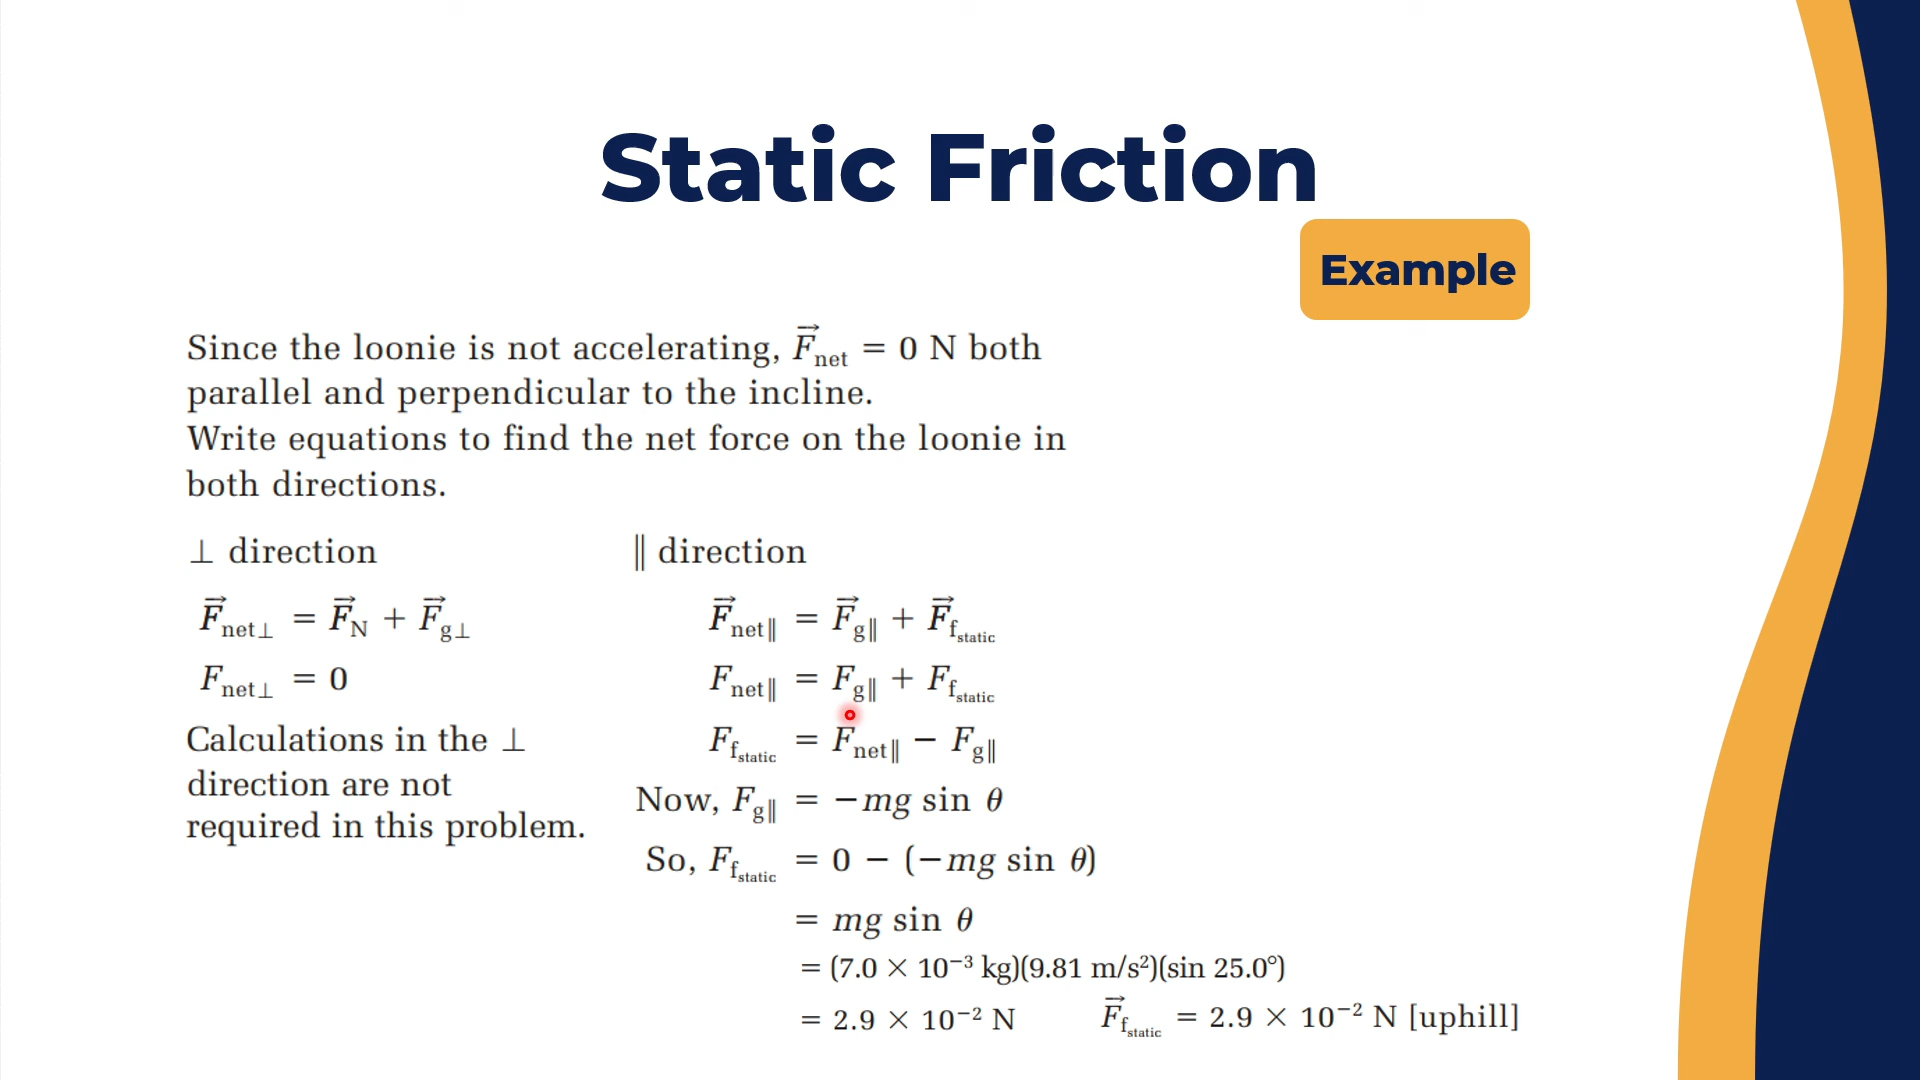 Static Friction
Example
Since the loonie is not accelerating, F⃗net = 0 N both
parallel and perpendicular to the incline.
Write equations to find the net force on the loonie in
both directions.
⊥ direction
F⃗net⊥ = F⃗N + F⃗g⊥
Fnet⊥ = 0
Calculations in the ⊥
direction are not
required in this problem.
∥ direction
F⃗net∥ = F⃗g∥ + F⃗fstatic
Fnet∥ = Fg∥ + Ffstatic
Ffstatic = Fnet∥ − Fg∥
Now, Fg∥ = −mg sin θ
So, Ffstatic = 0 − (−mg sin θ)
= mg sin θ
= (7.0 × 10⁻³ kg)(9.81 m/s²)(sin 25.0°)
= 2.9 × 10⁻² N F⃗fstatic = 2.9 × 10⁻² N [uphill]